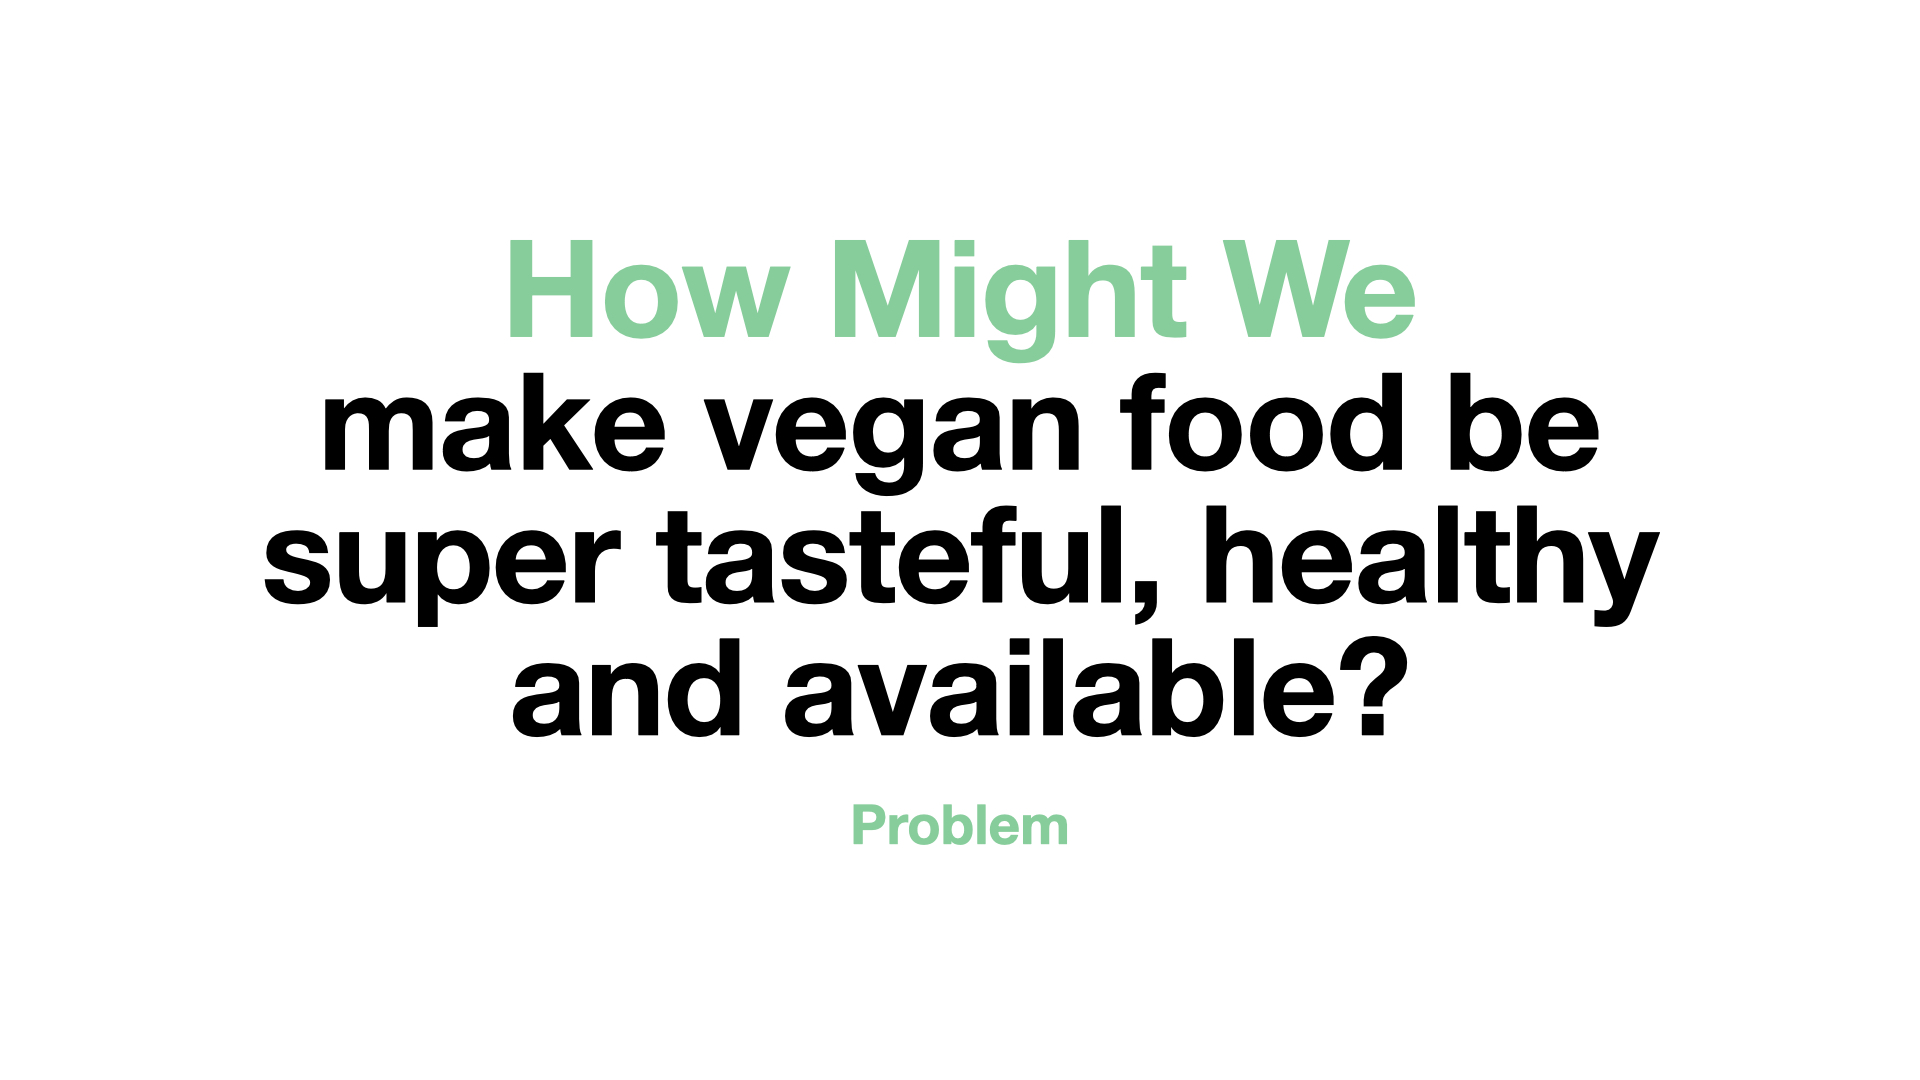 How Might We
make vegan food be
super tasteful, healthy
and available?
Problem